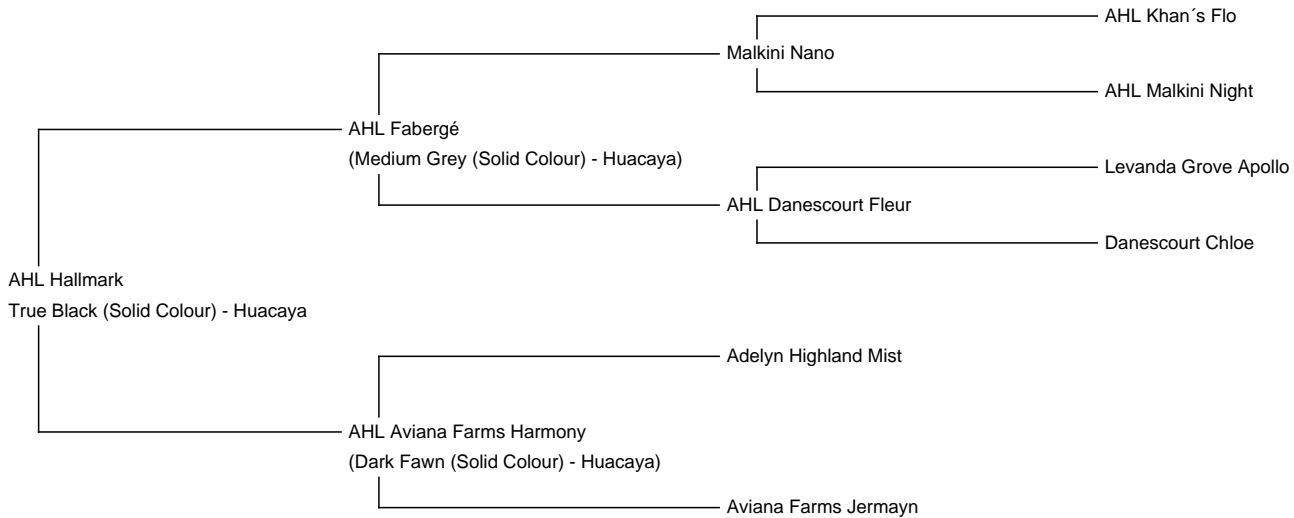 AHL Khan´s Flo
Malkini Nano
AHL Malkini Night
AHL Fabergé
(Medium Grey (Solid Colour) - Huacaya)
Levanda Grove Apollo
AHL Danescourt Fleur
Danescourt Chloe
AHL Hallmark
True Black (Solid Colour) - Huacaya
Adelyn Highland Mist
AHL Aviana Farms Harmony
(Dark Fawn (Solid Colour) - Huacaya)
Aviana Farms Jermayn